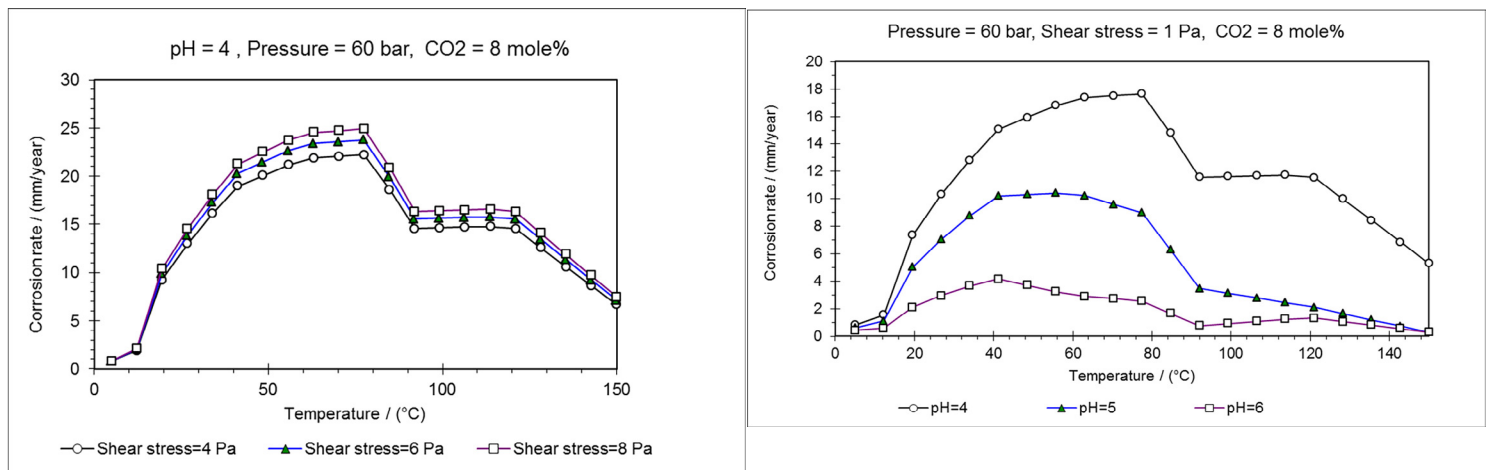 pH = 4 , Pressure = 60 bar, CO2 = 8 mole%
30
25
20
15
10
5
0
Corrosion rate / (mm/year)
0 50 100 150
Temperature / (°C)
Shear stress=4 Pa Shear stress=6 Pa Shear stress=8 Pa
Pressure = 60 bar, Shear stress = 1 Pa, CO2 = 8 mole%
20
18
16
14
12
10
8
6
4
2
0
Corrosion rate / (mm/year)
0 20 40 60 80 100 120 140
Temperature / (°C)
pH=4 pH=5 pH=6